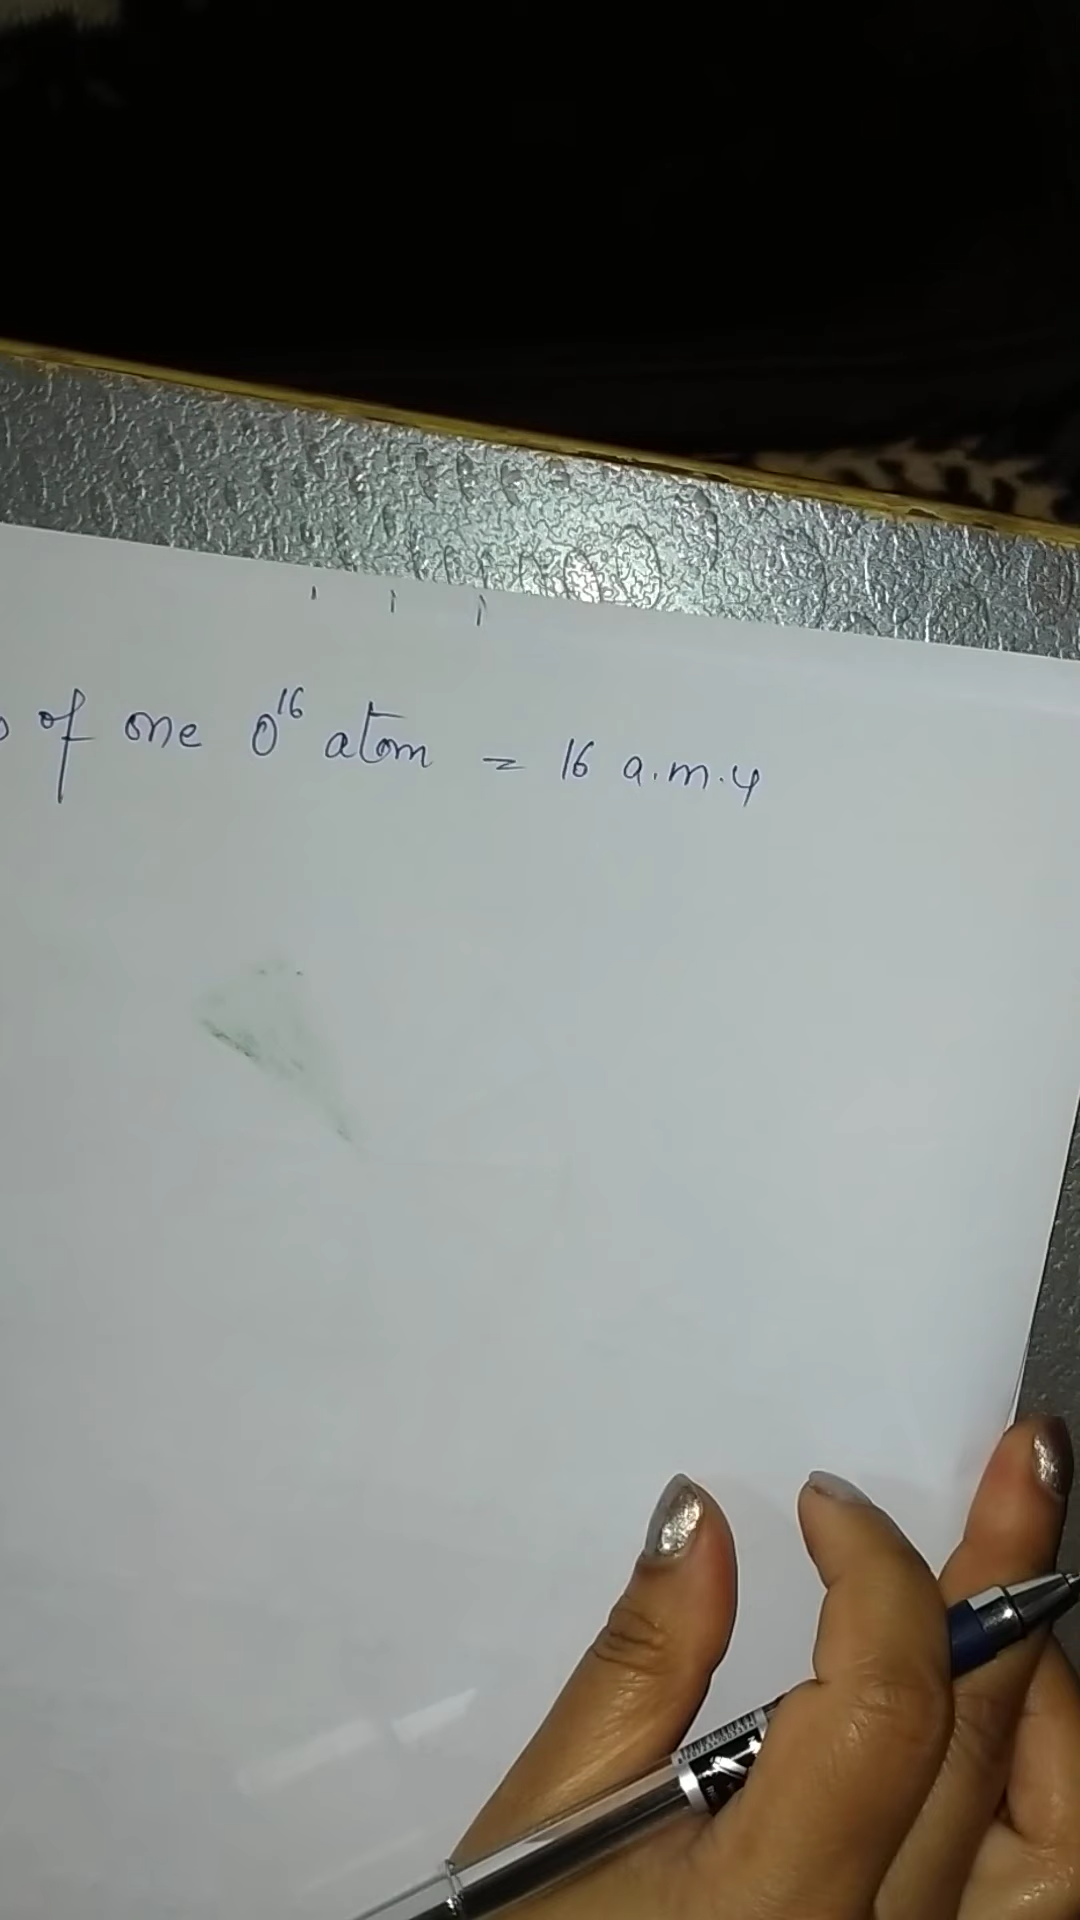 of one O¹⁶ atom = 16 a.m.u